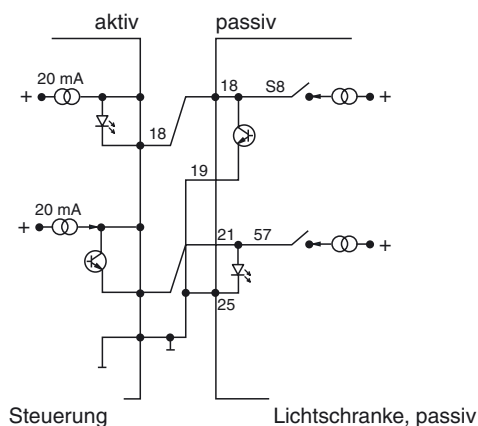 aktiv passiv
20 mA
+
18 S8
+
18
19
20 mA
+
21 57
+
25
Steuerung Lichtschranke, passiv